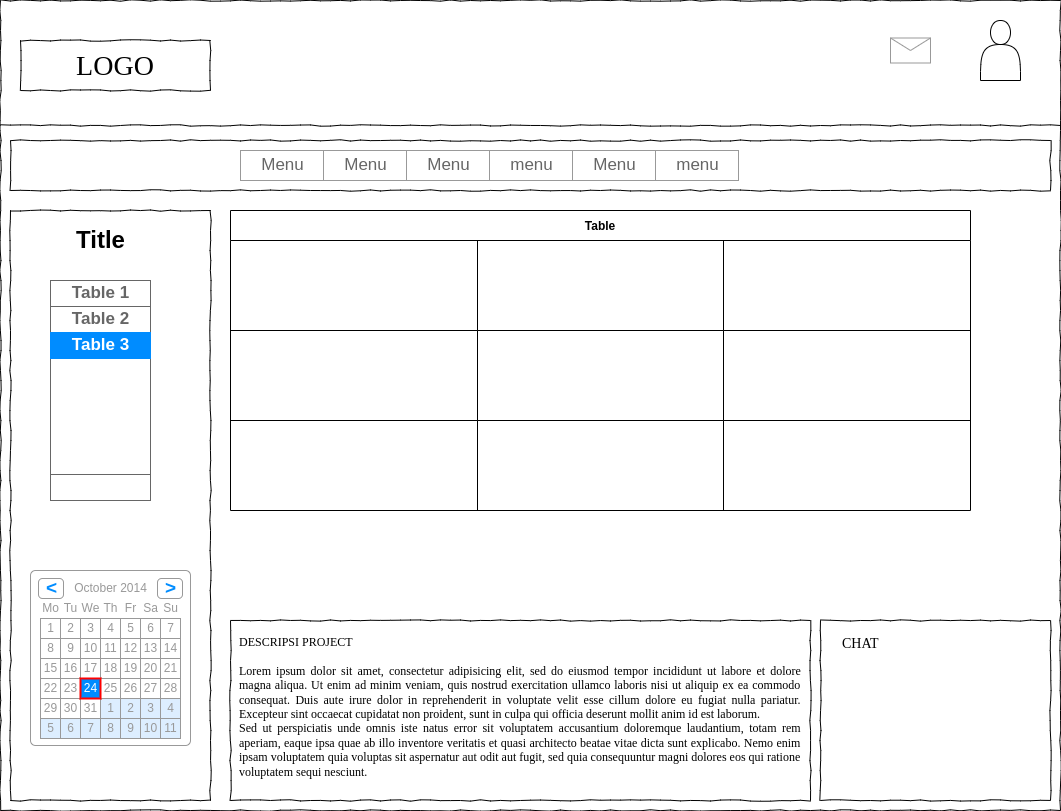 LOGO
Menu Menu Menu menu Menu menu
Title
Table 1
Table 2
Table 3
Table
< October 2014 >
Mo Tu We Th Fr Sa Su
1 2 3 4 5 6 7
8 9 10 11 12 13 14
15 16 17 18 19 20 21
22 23 24 25 26 27 28
29 30 31 1 2 3 4
5 6 7 8 9 10 11
DESCRIPSI PROJECT
Lorem ipsum dolor sit amet, consectetur adipisicing elit, sed do eiusmod tempor incididunt ut labore et dolore
magna aliqua. Ut enim ad minim veniam, quis nostrud exercitation ullamco laboris nisi ut aliquip ex ea commodo
consequat. Duis aute irure dolor in reprehenderit in voluptate velit esse cillum dolore eu fugiat nulla pariatur.
Excepteur sint occaecat cupidatat non proident, sunt in culpa qui officia deserunt mollit anim id est laborum.
Sed ut perspiciatis unde omnis iste natus error sit voluptatem accusantium doloremque laudantium, totam rem
aperiam, eaque ipsa quae ab illo inventore veritatis et quasi architecto beatae vitae dicta sunt explicabo. Nemo enim
ipsam voluptatem quia voluptas sit aspernatur aut odit aut fugit, sed quia consequuntur magni dolores eos qui ratione
voluptatem sequi nesciunt.
CHAT